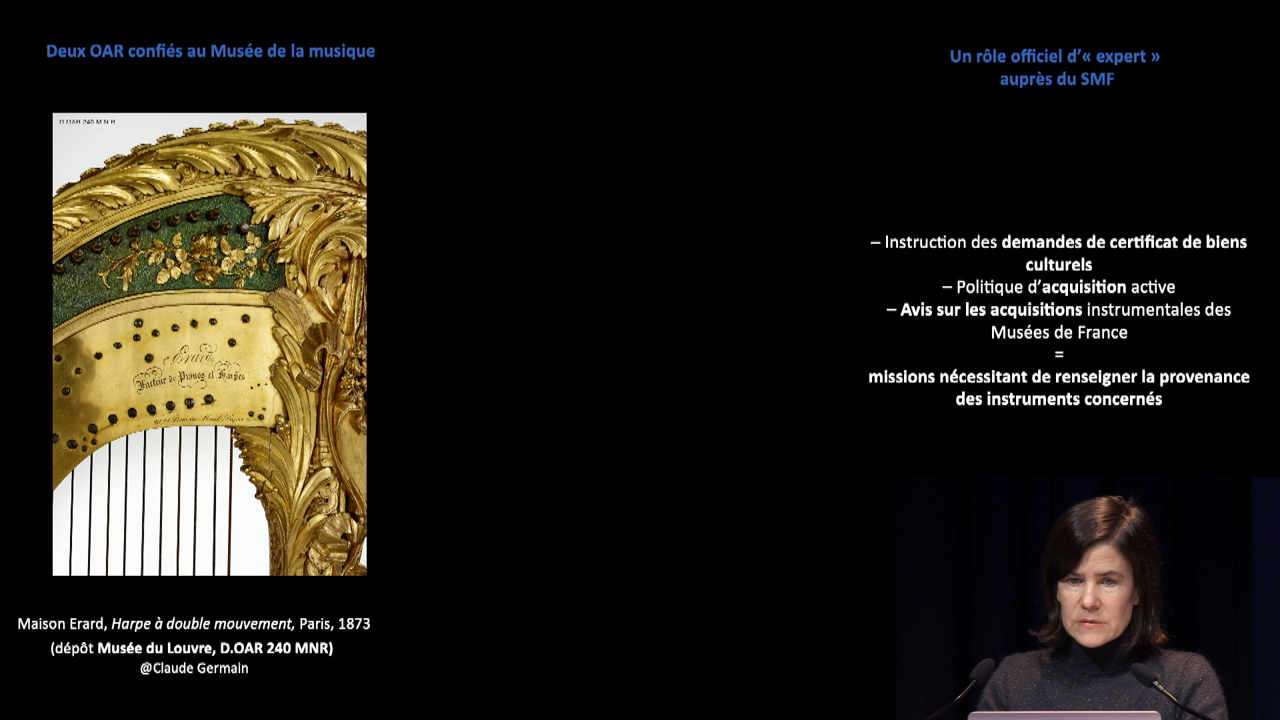 Deux OAR confiés au Musée de la musique
D.OAR 240 MNR
Erard
Facteur de Pianos et Harpes
Maison Erard, Harpe à double mouvement, Paris, 1873
(dépôt Musée du Louvre, D.OAR 240 MNR)
@Claude Germain
Un rôle officiel d’« expert »
auprès du SMF
– Instruction des demandes de certificat de biens
culturels
– Politique d’acquisition active
– Avis sur les acquisitions instrumentales des
Musées de France
=
missions nécessitant de renseigner la provenance
des instruments concernés